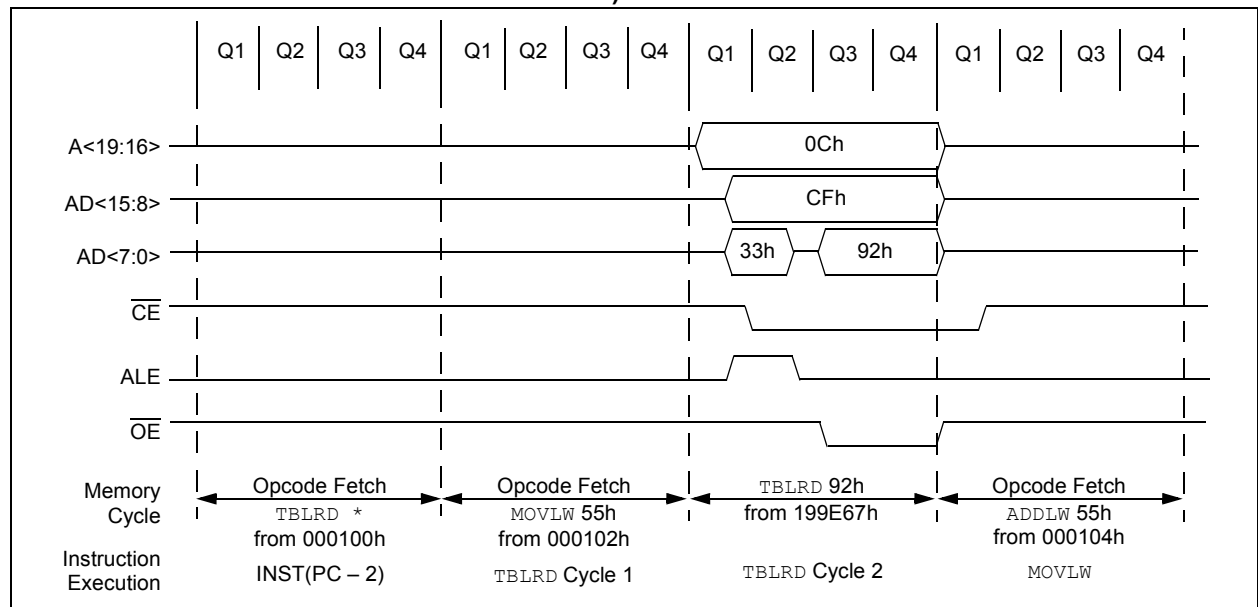 Q1 Q2 Q3 Q4 Q1 Q2 Q3 Q4 Q1 Q2 Q3 Q4 Q1 Q2 Q3 Q4
A<19:16> 0Ch
AD<15:8> CFh
AD<7:0> 33h 92h
CE
ALE
OE
Memory Cycle
Opcode Fetch
TBLRD *
from 000100h
Opcode Fetch
MOVLW 55h
from 000102h
TBLRD 92h
from 199E67h
Opcode Fetch
ADDLW 55h
from 000104h
Instruction Execution
INST(PC – 2)
TBLRD Cycle 1
TBLRD Cycle 2
MOVLW